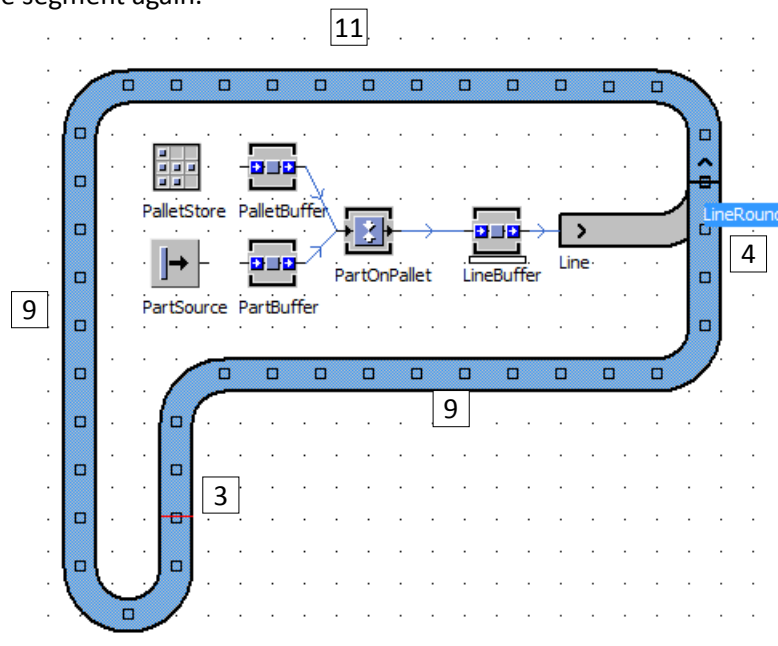 e segment again.
11
PalletStore PalletBuffer
LineRound
PartOnPallet LineBuffer Line
4
9
PartSource PartBuffer
9
3